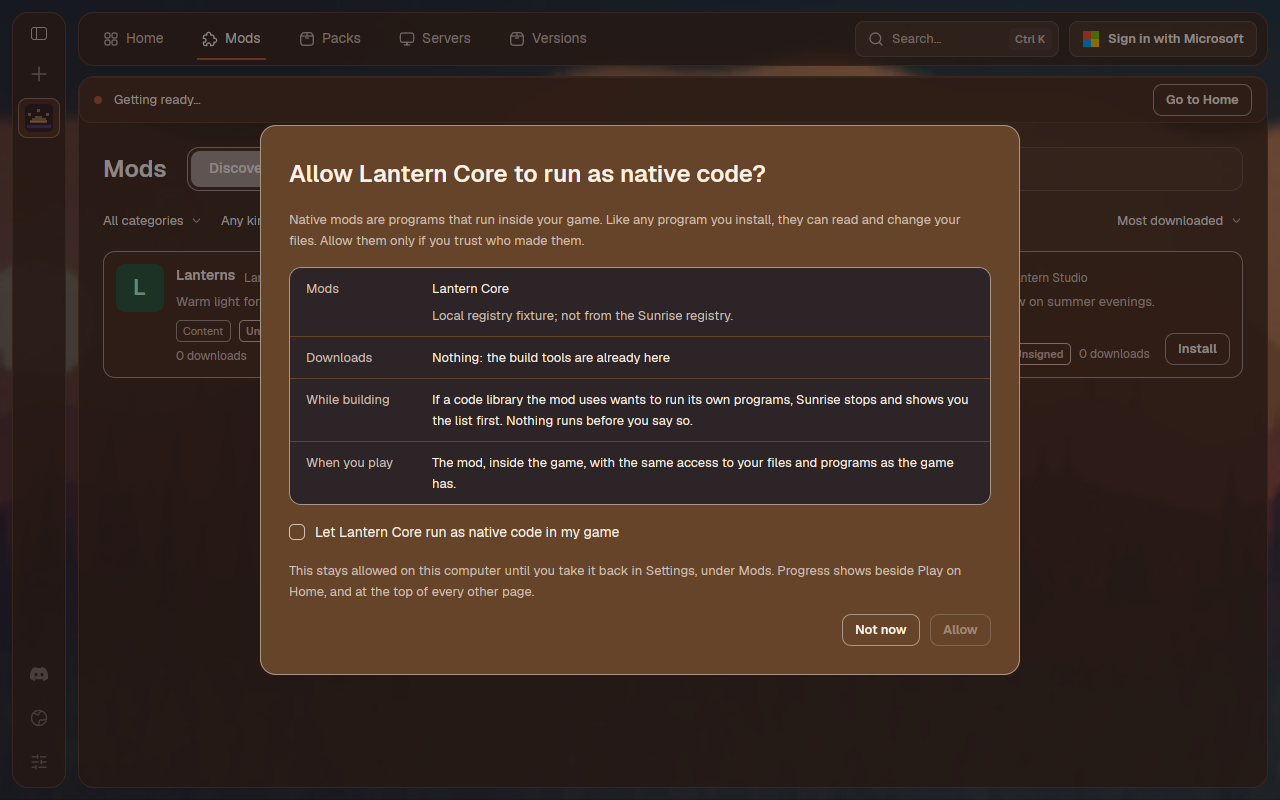 Home
Mods
Packs
Servers
Versions
Search...
Ctrl K
Sign in with Microsoft
Getting ready...
Go to Home
Mods
Discove
All categories
Any kin
Most downloaded
Allow Lantern Core to run as native code?
Native mods are programs that run inside your game. Like any program you install, they can read and change your
files. Allow them only if you trust who made them.
Mods
Lantern Core
Local registry fixture; not from the Sunrise registry.
Downloads
Nothing: the build tools are already here
While building
If a code library the mod uses wants to run its own programs, Sunrise stops and shows you
the list first. Nothing runs before you say so.
When you play
The mod, inside the game, with the same access to your files and programs as the game
has.
Let Lantern Core run as native code in my game
This stays allowed on this computer until you take it back in Settings, under Mods. Progress shows beside Play on
Home, and at the top of every other page.
Not now
Allow
L
Lanterns
Lan
Warm light for
Content
Un
0 downloads
ntern Studio
on summer evenings.
nsigned
0 downloads
Install